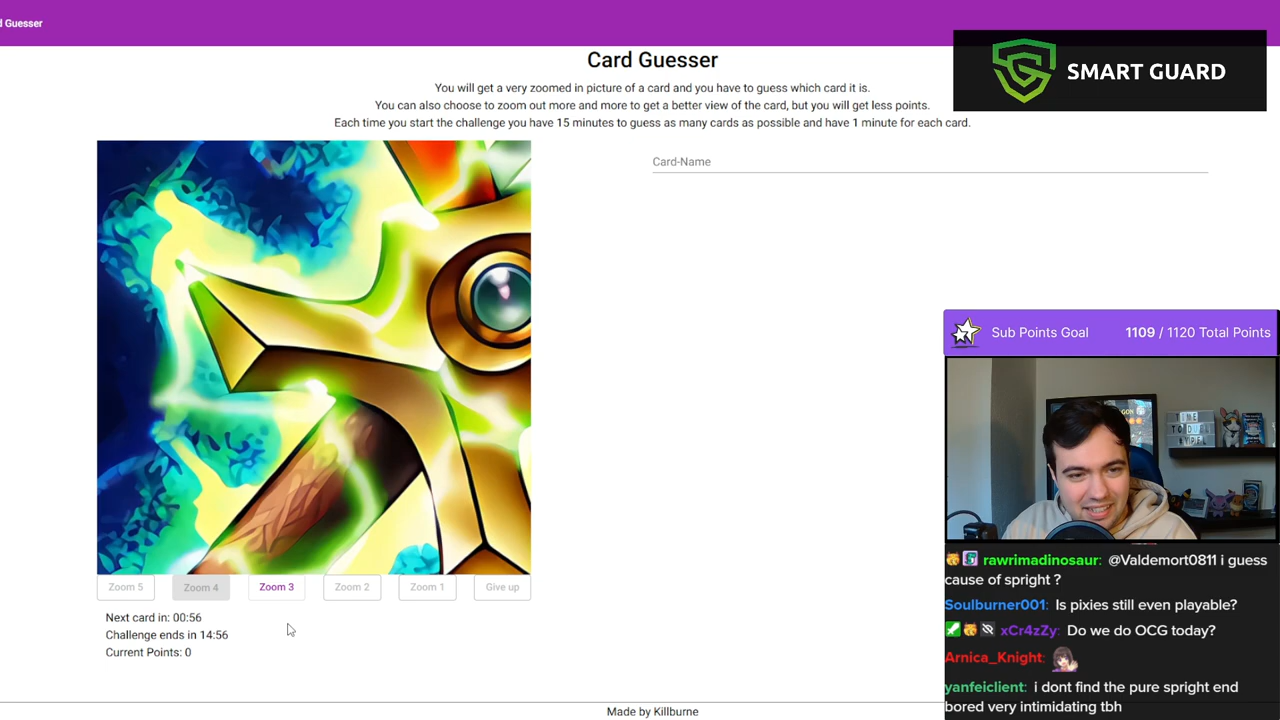 d Guesser
SMART GUARD
Card Guesser
You will get a very zoomed in picture of a card and you have to guess which card it is.
You can also choose to zoom out more and more to get a better view of the card, but you will get less points.
Each time you start the challenge you have 15 minutes to guess as many cards as possible and have 1 minute for each card.
Card-Name
Zoom 5
Zoom 4
Zoom 3
Zoom 2
Zoom 1
Give up
Next card in: 00:56
Challenge ends in 14:56
Current Points: 0
Sub Points Goal
1109 / 1120 Total Points
rawrimadinosaur: @Valdemort0811 i guess
cause of spright ?
Soulburner001: Is pixies still even playable?
xCr4zZy: Do we do OCG today?
Arnica_Knight:
yanfeiclient: i dont find the pure spright end
bored very intimidating tbh
Made by Killburne